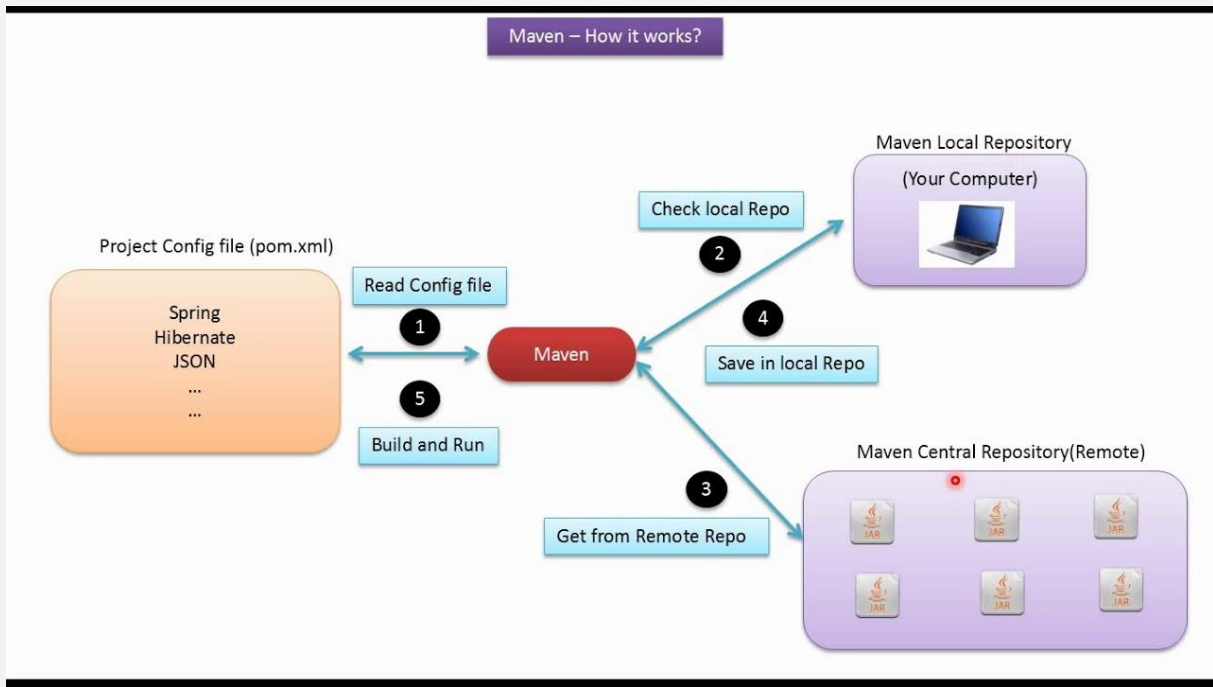 Maven – How it works?
Maven Local Repository
(Your Computer)
Check local Repo
2
Project Config file (pom.xml)
Read Config file
1
Spring
Hibernate
JSON
...
...
Maven
4
Save in local Repo
5
Build and Run
Maven Central Repository(Remote)
3
Get from Remote Repo
JAR
JAR
JAR
JAR
JAR
JAR